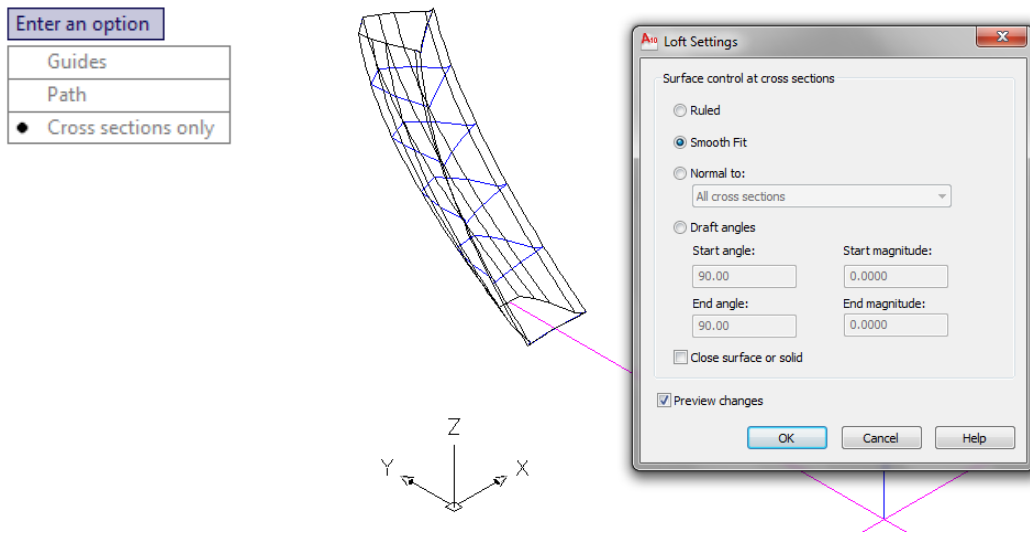 Enter an option
Guides
Path
Cross sections only
Z
Y
X
A10 Loft Settings
Surface control at cross sections
Ruled
Smooth Fit
Normal to:
All cross sections
Draft angles
Start angle: Start magnitude:
90.00 0.0000
End angle: End magnitude:
90.00 0.0000
Close surface or solid
Preview changes
OK Cancel Help